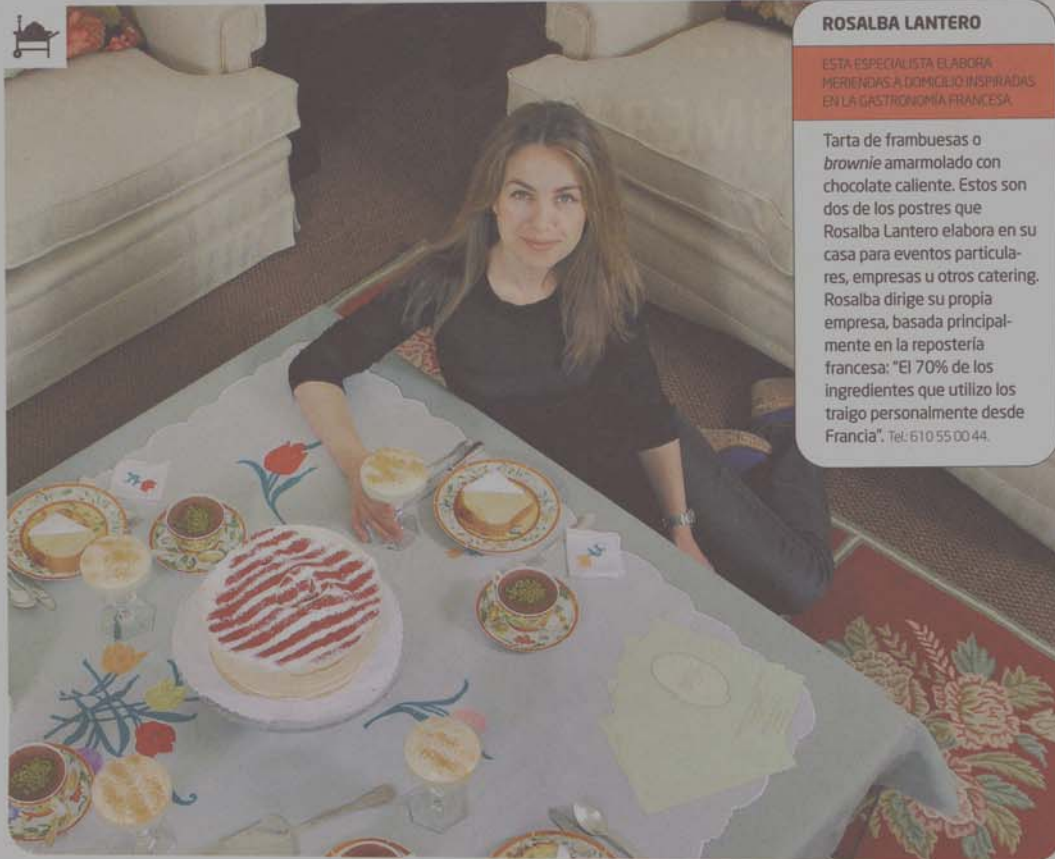 ROSALBA LANTERO
ESTA ESPECIALISTA ELABORA
MERIENDAS A DOMICILIO INSPIRADAS
EN LA GASTRONOMÍA FRANCESA
Tarta de frambuesas o
brownie amarmolado con
chocolate caliente. Estos son
dos de los postres que
Rosalba Lantero elabora en su
casa para eventos particula-
res, empresas u otros catering.
Rosalba dirige su propia
empresa, basada principal-
mente en la repostería
francesa: "El 70% de los
ingredientes que utilizo los
traigo personalmente desde
Francia". Tel.: 610 55 00 44.